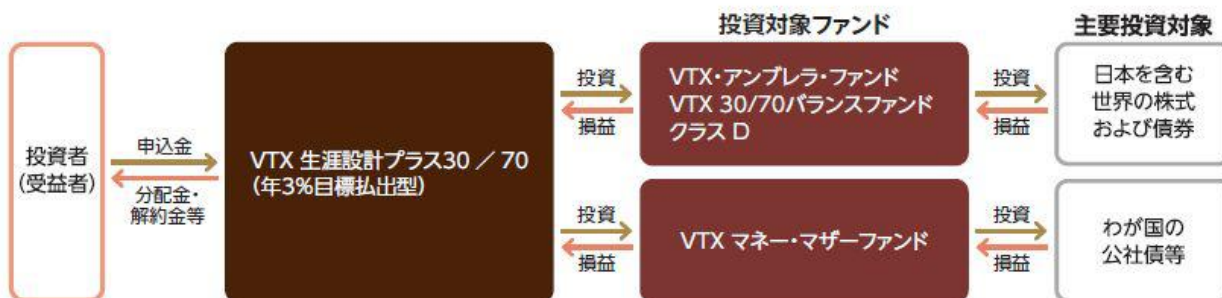 投資対象ファンド
主要投資対象
投資者
(受益者)
申込金
分配金・
解約金等
VTX 生涯設計プラス30 / 70
(年3%目標払出型)
投資
損益
VTX・アンブレラ・ファンド
VTX 30/70バランスファンド
クラス D
投資
損益
日本を含む
世界の株式
および債券
投資
損益
VTX マネー・マザーファンド
投資
損益
わが国の
公社債等